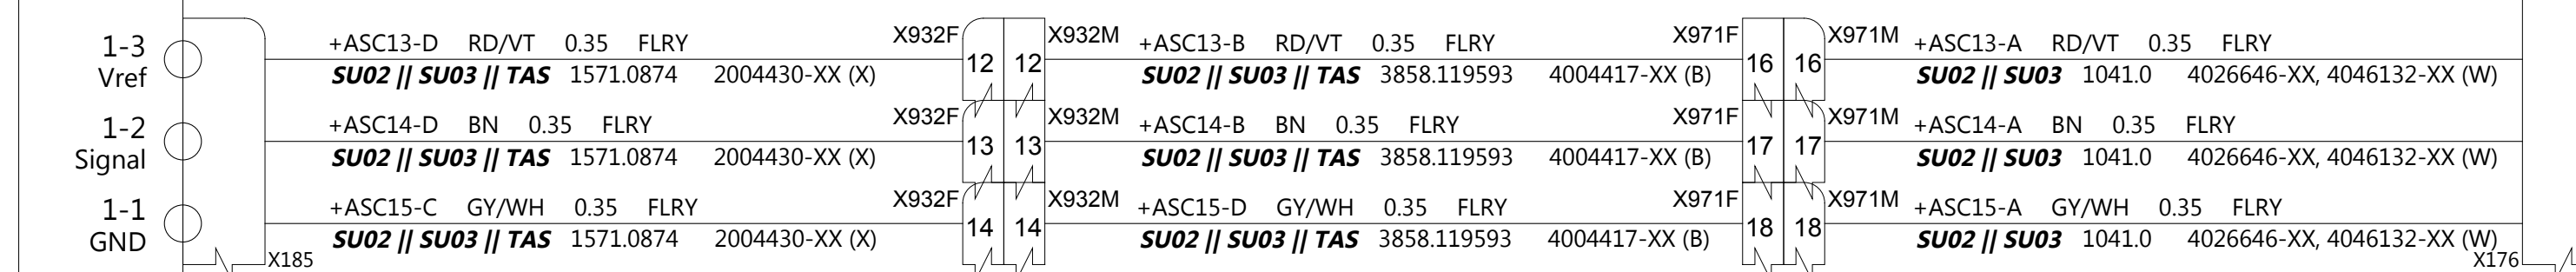 1-3
Vref
+ASC13-D RD/VT 0.35 FLRY
SU02 || SU03 || TAS 1571.0874 2004430-XX (X)
X932F 12 12 X932M
+ASC13-B RD/VT 0.35 FLRY
SU02 || SU03 || TAS 3858.119593 4004417-XX (B)
X971F 16 16 X971M
+ASC13-A RD/VT 0.35 FLRY
SU02 || SU03 1041.0 4026646-XX, 4046132-XX (W)
1-2
Signal
+ASC14-D BN 0.35 FLRY
SU02 || SU03 || TAS 1571.0874 2004430-XX (X)
X932F 13 13 X932M
+ASC14-B BN 0.35 FLRY
SU02 || SU03 || TAS 3858.119593 4004417-XX (B)
X971F 17 17 X971M
+ASC14-A BN 0.35 FLRY
SU02 || SU03 1041.0 4026646-XX, 4046132-XX (W)
1-1
GND
+ASC15-C GY/WH 0.35 FLRY
SU02 || SU03 || TAS 1571.0874 2004430-XX (X)
X932F 14 14 X932M
+ASC15-D GY/WH 0.35 FLRY
SU02 || SU03 || TAS 3858.119593 4004417-XX (B)
X971F 18 18 X971M
+ASC15-A GY/WH 0.35 FLRY
SU02 || SU03 1041.0 4026646-XX, 4046132-XX (W)
X185
X176